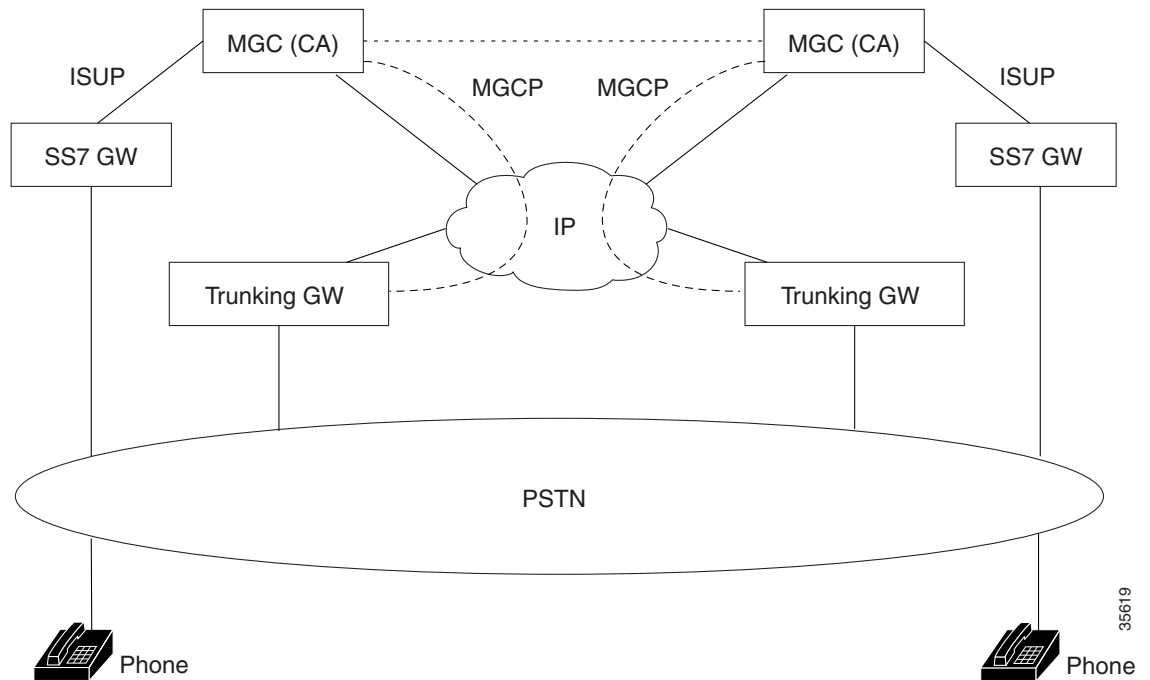 MGC (CA)
MGC (CA)
ISUP
MGCP
MGCP
ISUP
SS7 GW
SS7 GW
IP
Trunking GW
Trunking GW
PSTN
35619
Phone
Phone